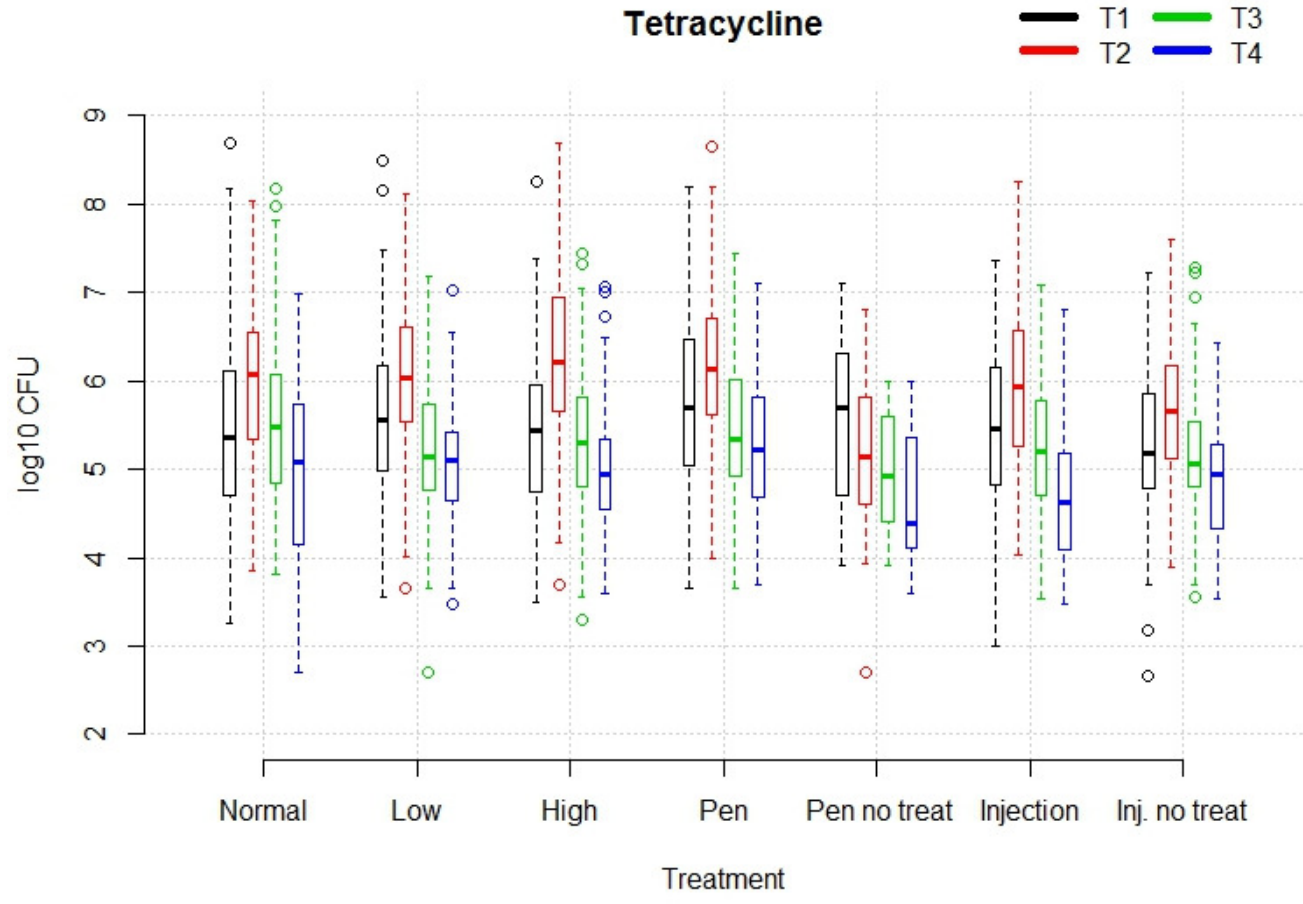 Tetracycline
T1 T3
T2 T4
9
8
7
6
5
4
3
2
log10 CFU
Normal Low High Pen Pen no treat Injection Inj. no treat
Treatment